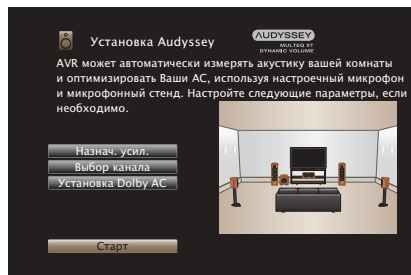 Установка Audyssey
AUDYSSEY
MULTEQ XT
DYNAMIC VOLUME
AVR может автоматически измерять акустику вашей комнаты
и оптимизировать Ваши АС, используя настроечный микрофон
и микрофонный стенд. Настройте следующие параметры, если
необходимо.
Назнач. усил.
Выбор канала
Установка Dolby АС
Старт